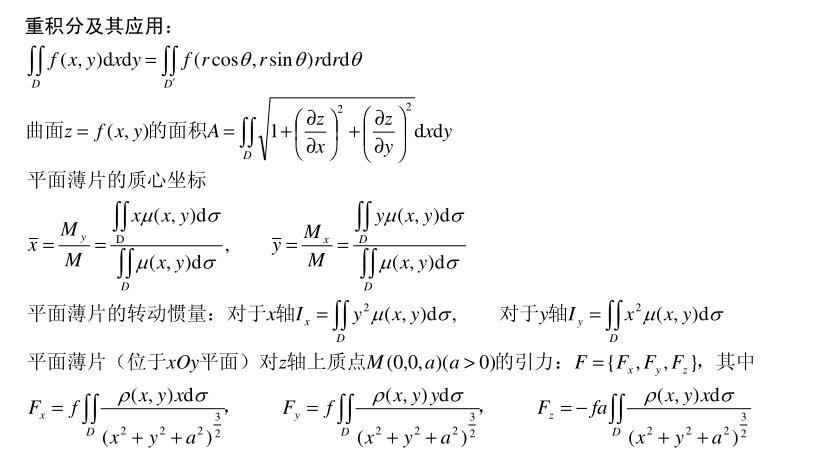 重积分及其应用：
∬_D f(x, y)dxdy = ∬_{D′} f(r cosθ, r sinθ)rdrdθ
曲面z = f(x, y)的面积A = ∬_D √(1 + (∂z/∂x)² + (∂z/∂y)²) dxdy
平面薄片的质心坐标
x̄ = M_y/M = ∬_D xμ(x, y)dσ / ∬_D μ(x, y)dσ, ȳ = M_x/M = ∬_D yμ(x, y)dσ / ∬_D μ(x, y)dσ
平面薄片的转动惯量：对于x轴I_x = ∬_D y²μ(x, y)dσ, 对于y轴I_y = ∬_D x²μ(x, y)dσ
平面薄片（位于xOy平面）对z轴上质点M(0,0,a)(a > 0)的引力：F = {F_x, F_y, F_z}，其中
F_x = f∬_D ρ(x, y)xdσ / (x² + y² + a²)^{3/2}， F_y = f∬_D ρ(x, y)ydσ / (x² + y² + a²)^{3/2}， F_z = −fa∬_D ρ(x, y)xdσ / (x² + y² + a²)^{3/2}